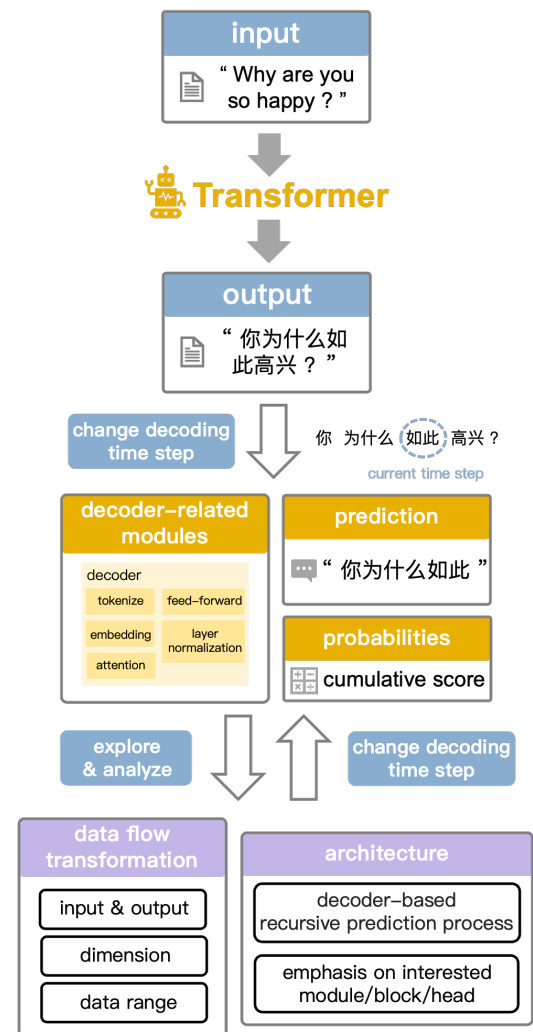 input
“ Why are you
so happy ? ”
Transformer
output
“ 你为什么如
此高兴 ？ ”
change decoding
time step
你 为什么 如此 高兴 ?
current time step
decoder-related
modules
decoder
tokenize
feed-forward
embedding
layer
normalization
attention
prediction
“ 你为什么如此 ”
probabilities
cumulative score
explore
& analyze
change decoding
time step
data flow
transformation
input & output
dimension
data range
architecture
decoder-based
recursive prediction process
emphasis on interested
module/block/head